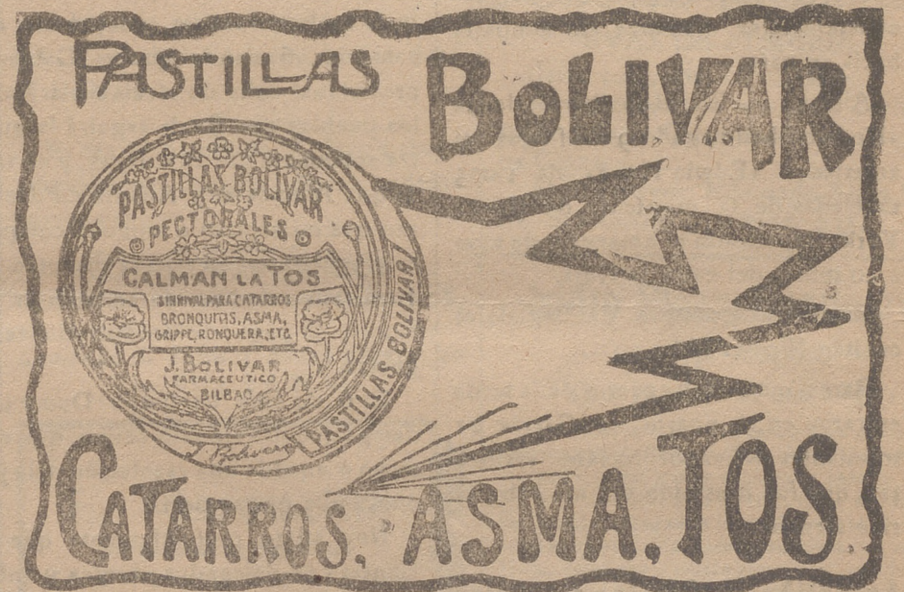 PASTILLAS BOLIVAR
PASTILLAS BOLIVAR
PECTORALES
CALMAN LA TOS
SIN RIVAL PARA CATARROS
BRONQUITIS, ASMA,
GRIPPE, RONQUERA, ETC.
J. BOLIVAR
FARMACEUTICO
BILBAO
PASTILLAS BOLIVAR
J. Bolivar
CATARROS, ASMA, TOS